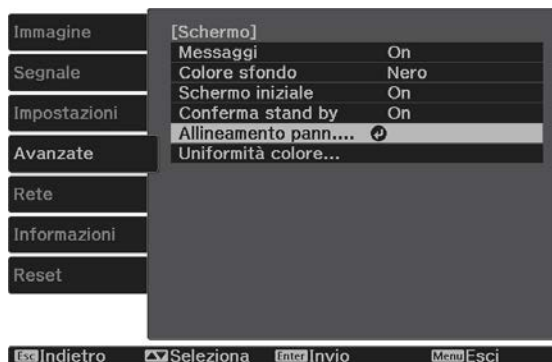 Immagine
Segnale
Impostazioni
Avanzate
Rete
Informazioni
Reset
[Schermo]
Messaggi On
Colore sfondo Nero
Schermo iniziale On
Conferma stand by On
Allineamento pann....
Uniformità colore...
Esc Indietro Seleziona Enter Invio Menu Esci